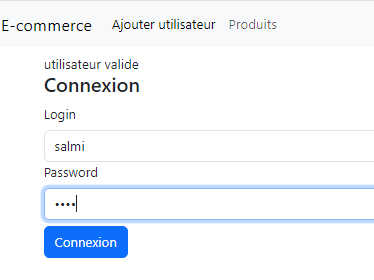 E-commerce Ajouter utilisateur Produits
utilisateur valide
Connexion
Login
salmi
Password
••••
Connexion